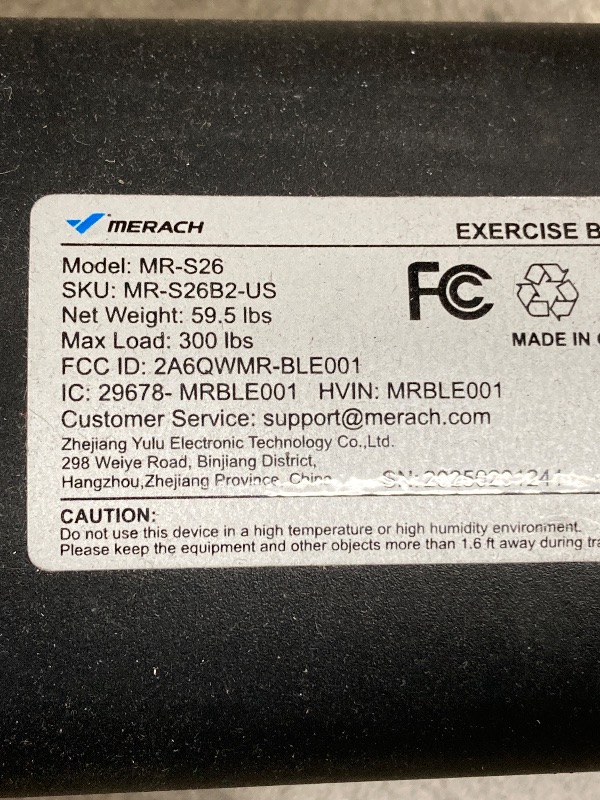 MERACH
EXERCISE B
Model: MR-S26
SKU: MR-S26B2-US
Net Weight: 59.5 lbs
Max Load: 300 lbs
MADE IN
FCC ID: 2A6QWMR-BLE001
IC: 29678- MRBLE001 HVIN: MRBLE001
Customer Service: support@merach.com
Zhejiang Yulu Electronic Technology Co.,Ltd.
298 Weiye Road, Binjiang District,
Hangzhou,Zhejiang Province, China
SN:
CAUTION:
Do not use this device in a high temperature or high humidity environment.
Please keep the equipment and other objects more than 1.6 ft away during tra